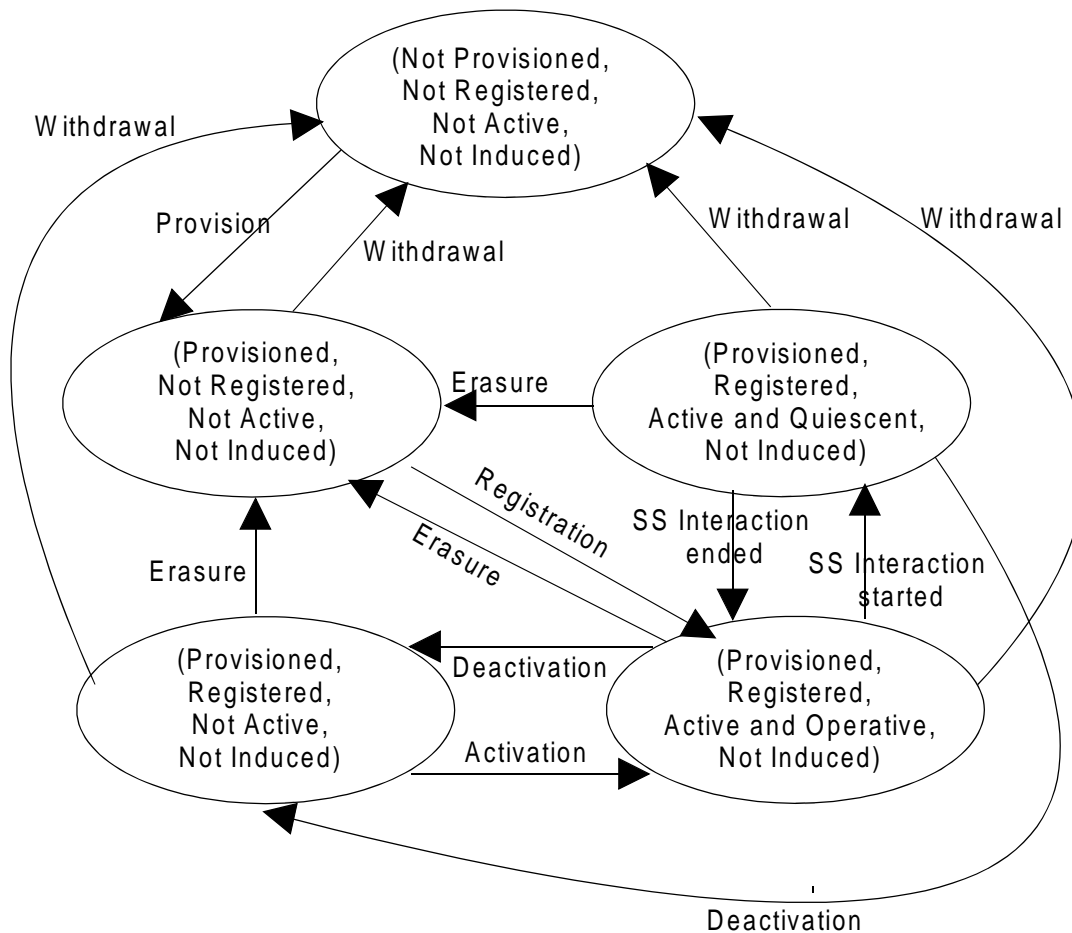 (Not Provisioned,
Not Registered,
Not Active,
Not Induced)
Withdrawal
Provision
Withdrawal
Withdrawal
Withdrawal
(Provisioned,
Not Registered,
Not Active,
Not Induced)
Erasure
(Provisioned,
Registered,
Active and Quiescent,
Not Induced)
Registration
Erasure
SS Interaction
ended
SS Interaction
started
Erasure
(Provisioned,
Registered,
Not Active,
Not Induced)
Deactivation
Activation
(Provisioned,
Registered,
Active and Operative,
Not Induced)
Deactivation